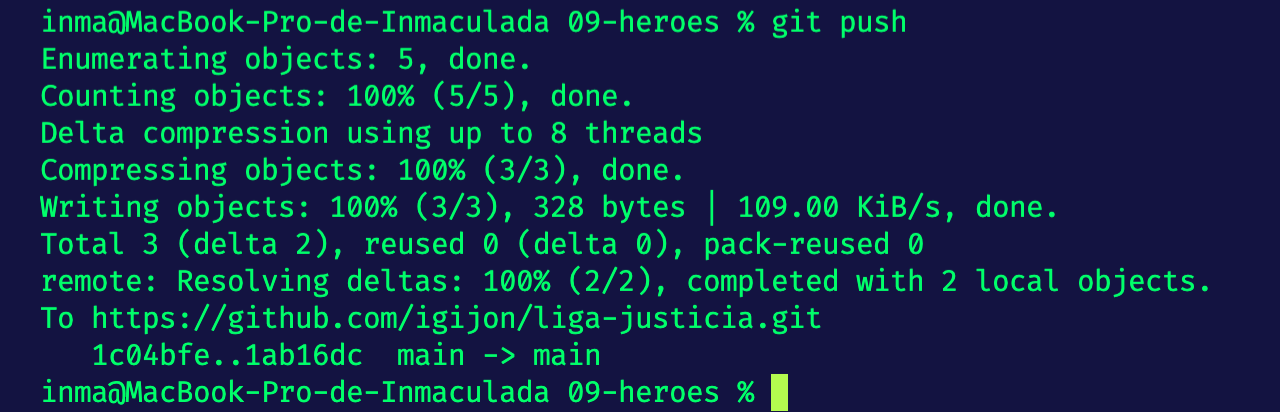 inma@MacBook-Pro-de-Inmaculada 09-heroes % git push
Enumerating objects: 5, done.
Counting objects: 100% (5/5), done.
Delta compression using up to 8 threads
Compressing objects: 100% (3/3), done.
Writing objects: 100% (3/3), 328 bytes | 109.00 KiB/s, done.
Total 3 (delta 2), reused 0 (delta 0), pack-reused 0
remote: Resolving deltas: 100% (2/2), completed with 2 local objects.
To https://github.com/igijon/liga-justicia.git
   1c04bfe..1ab16dc  main -> main
inma@MacBook-Pro-de-Inmaculada 09-heroes %